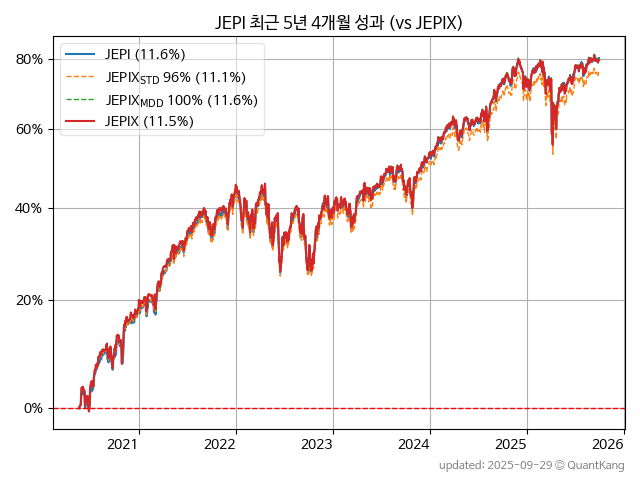 JEPI 최근 5년 4개월 성과 (vs JEPIX)
JEPI (11.6%)
JEPIX_STD 96% (11.1%)
JEPIX_MDD 100% (11.6%)
JEPIX (11.5%)
80%
60%
40%
20%
0%
2021 2022 2023 2024 2025 2026
updated: 2025-09-29 © QuantKang